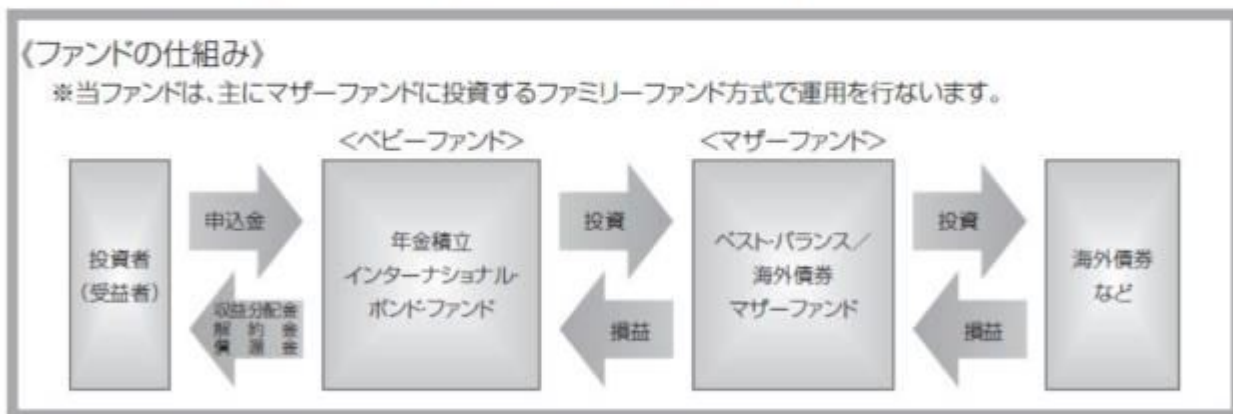 《ファンドの仕組み》
※当ファンドは、主にマザーファンドに投資するファミリーファンド方式で運用を行ないます。
<ベビーファンド>
<マザーファンド>
投資者
(受益者)
申込金
収益分配金
解約金
償還金
年金積立
インターナショナル・
ボンド・ファンド
投資
損益
ベスト・バランス/
海外債券
マザーファンド
投資
損益
海外債券
など